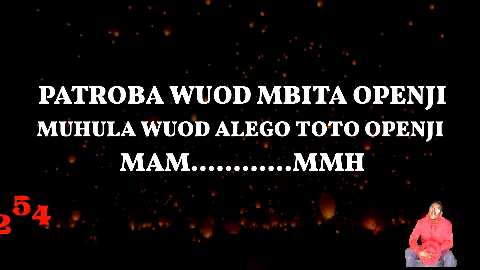 PATROBA WUOD MBITA OPENJI
MUHULA WUOD ALEGO TOTO OPENJI
MAM............MMH
254